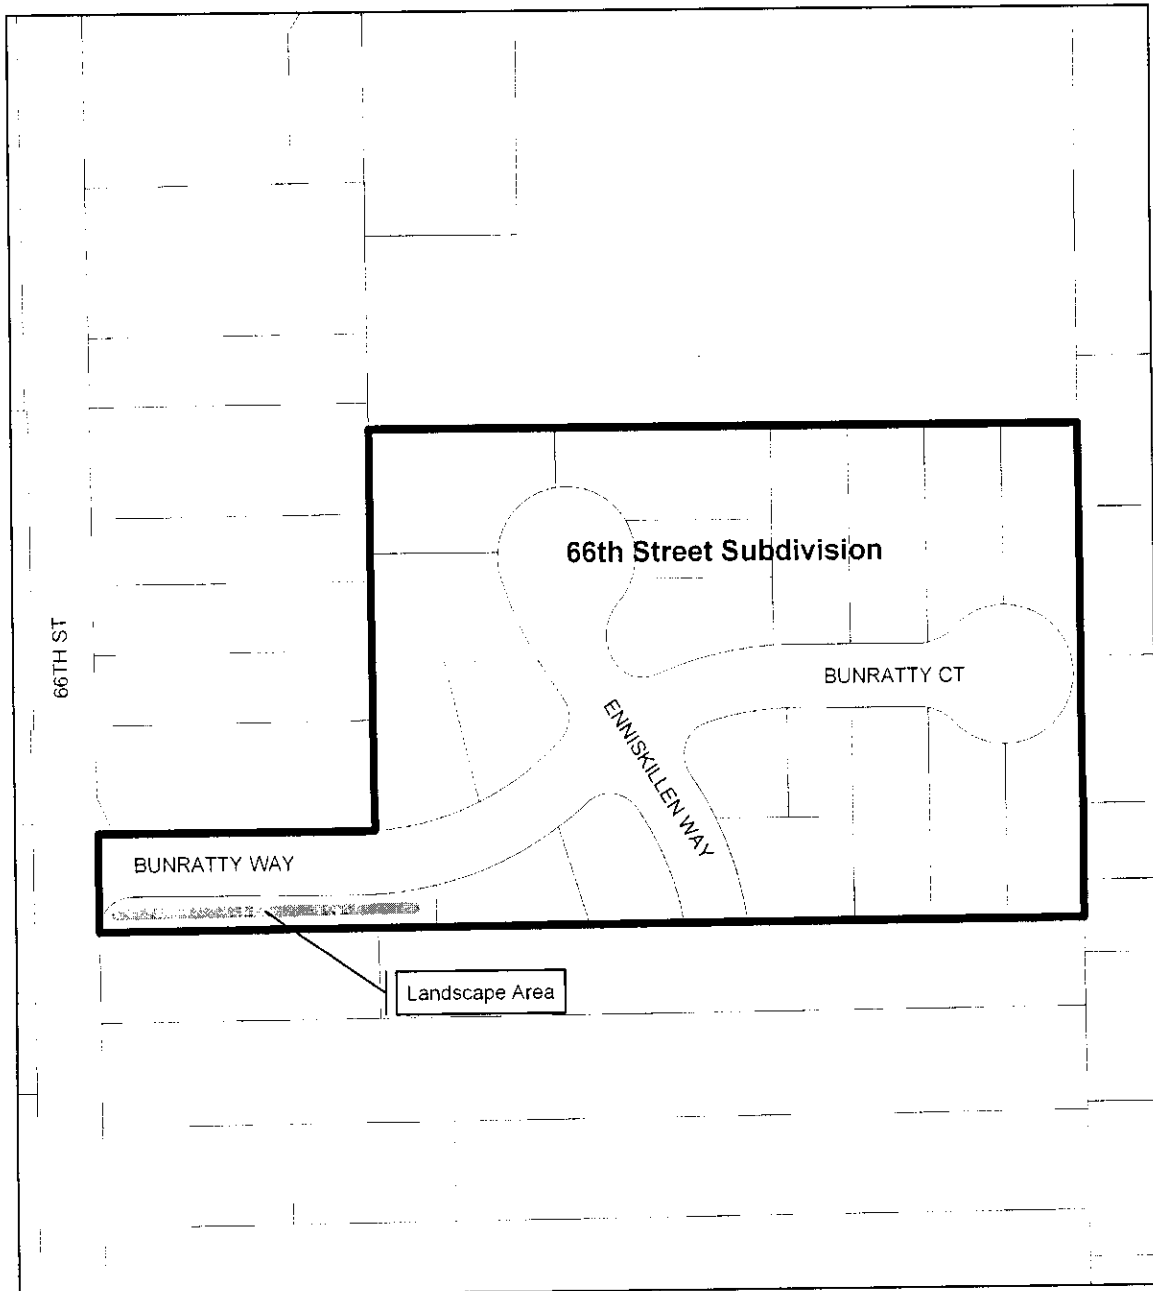 66th Street Subdivision
66TH ST
BUNRATTY CT
ENNISKILLEN WAY
BUNRATTY WAY
Landscape Area